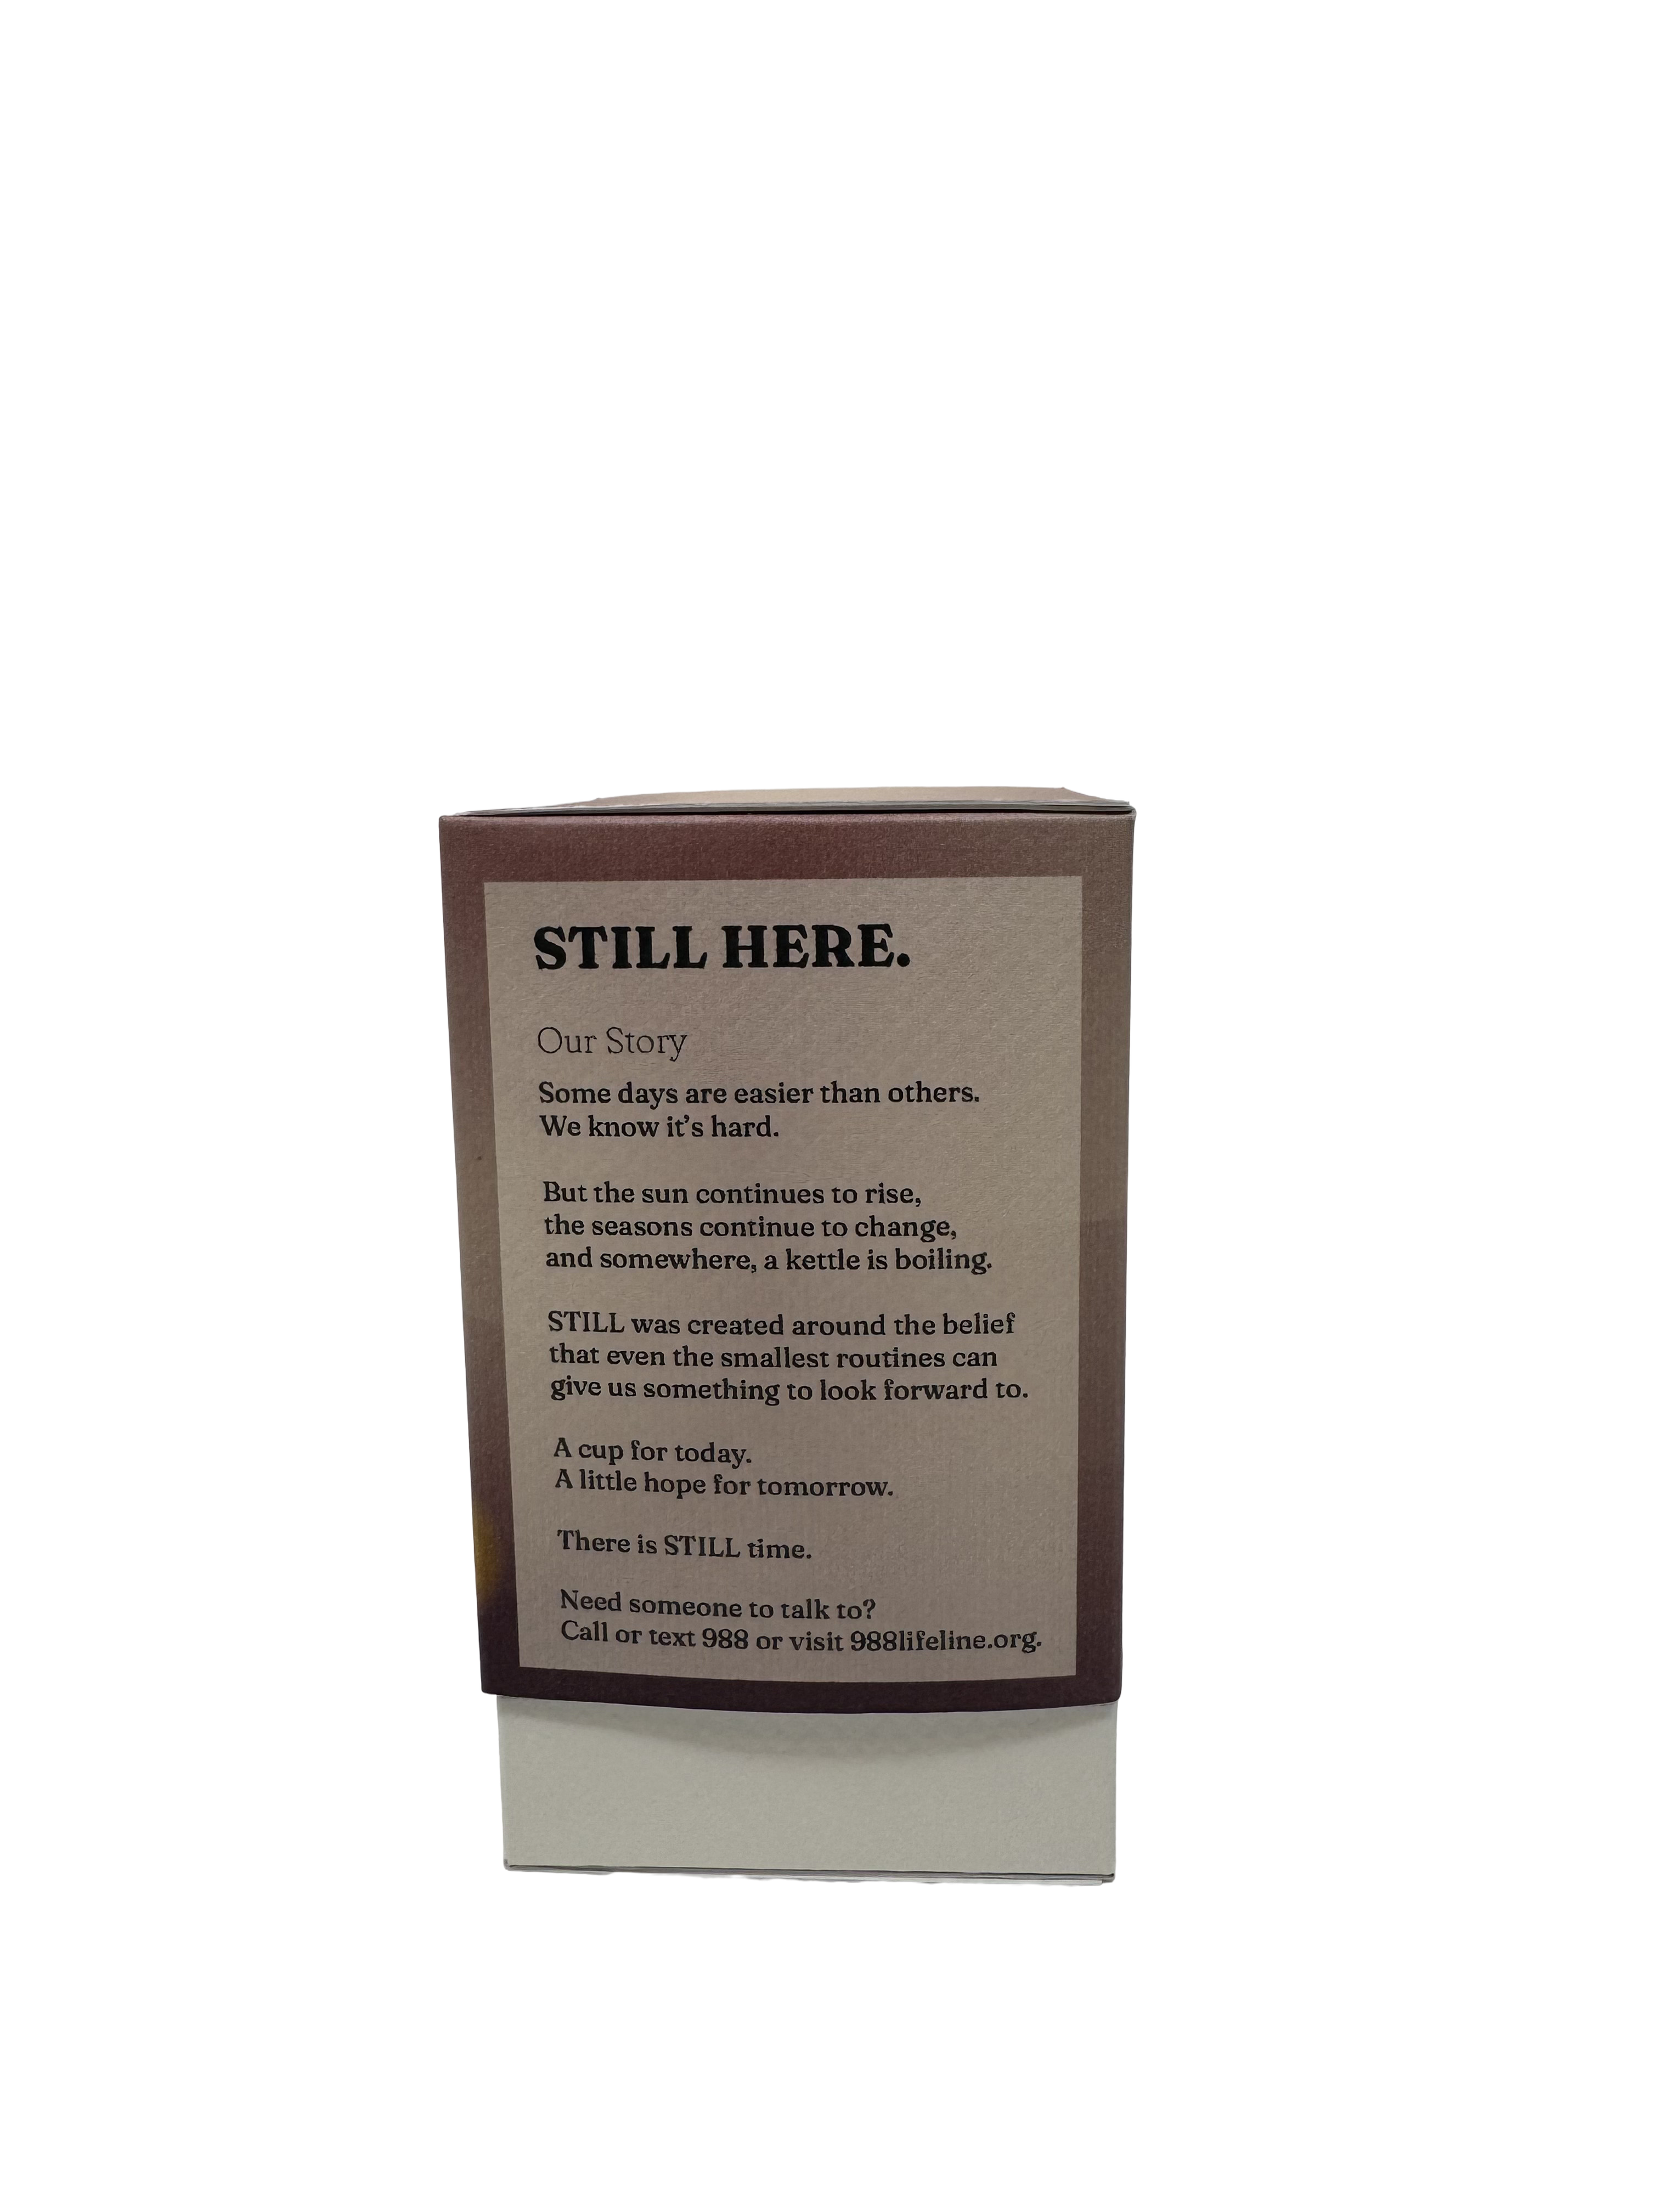 STILL HERE.
Our Story
Some days are easier than others.
We know it's hard.
But the sun continues to rise,
the seasons continue to change,
and somewhere, a kettle is boiling.
STILL was created around the belief
that even the smallest routines can
give us something to look forward to.
A cup for today.
A little hope for tomorrow.
There is STILL time.
Need someone to talk to?
Call or text 988 or visit 988lifeline.org.